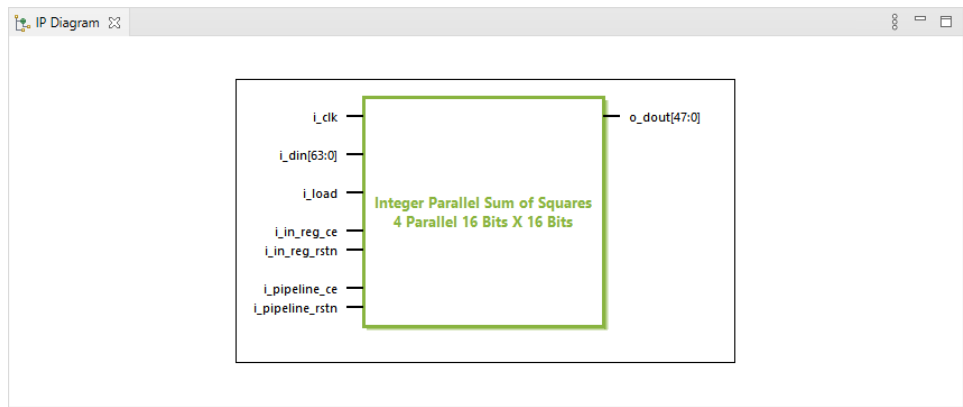 IP Diagram
i_clk
o_dout[47:0]
i_din[63:0]
i_load
Integer Parallel Sum of Squares
4 Parallel 16 Bits X 16 Bits
i_in_reg_ce
i_in_reg_rstn
i_pipeline_ce
i_pipeline_rstn